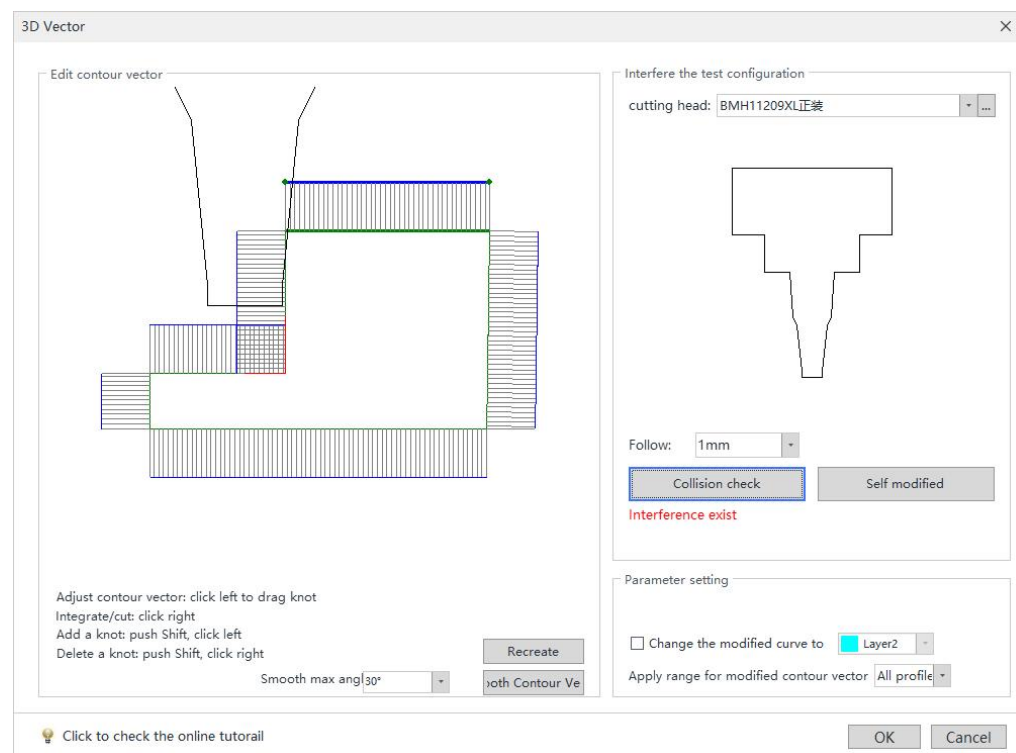 3D Vector
Edit contour vector
Adjust contour vector: click left to drag knot
Integrate/cut: click right
Add a knot: push Shift, click left
Delete a knot: push Shift, click right
Recreate
Smooth max angl 30°
ooth Contour Ve
Interfere the test configuration
cutting head: BMH11209XL正装
...
Follow: 1mm
Collision check Self modified
Interference exist
Parameter setting
Change the modified curve to Layer2
Apply range for modified contour vector All profile
Click to check the online tutorail
OK Cancel